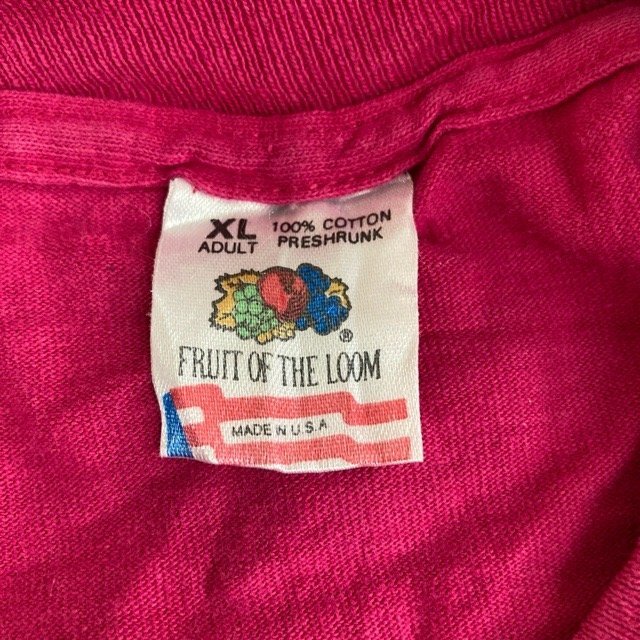 XL 100% COTTON
ADULT PRESHRUNK
®
FRUIT OF THE LOOM
MADE IN U.S.A